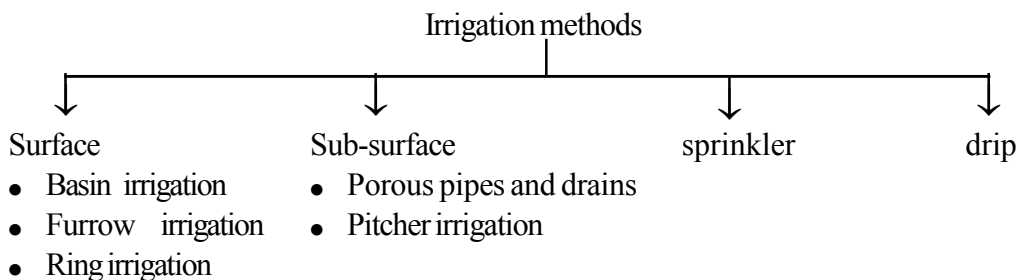 Irrigation methods
Surface
Sub-surface
sprinkler
drip
● Basin irrigation
● Porous pipes and drains
● Furrow irrigation
● Pitcher irrigation
● Ring irrigation